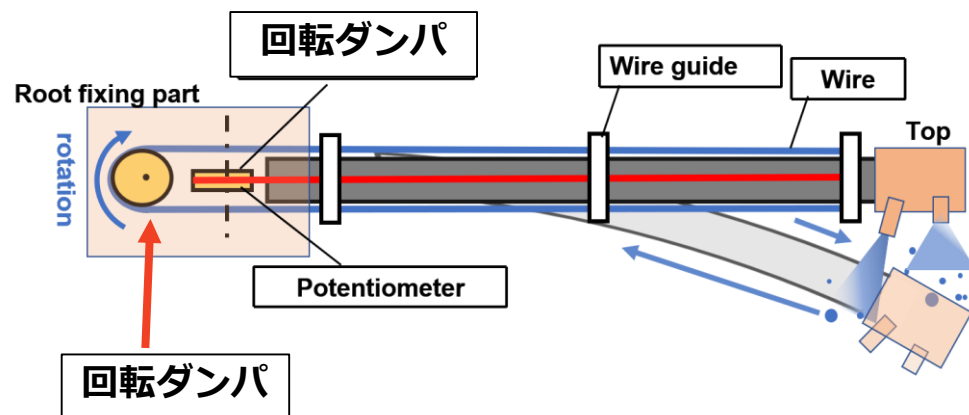 回転ダンパ
Root fixing part
Wire guide
Wire
Top
rotation
Potentiometer
回転ダンパ